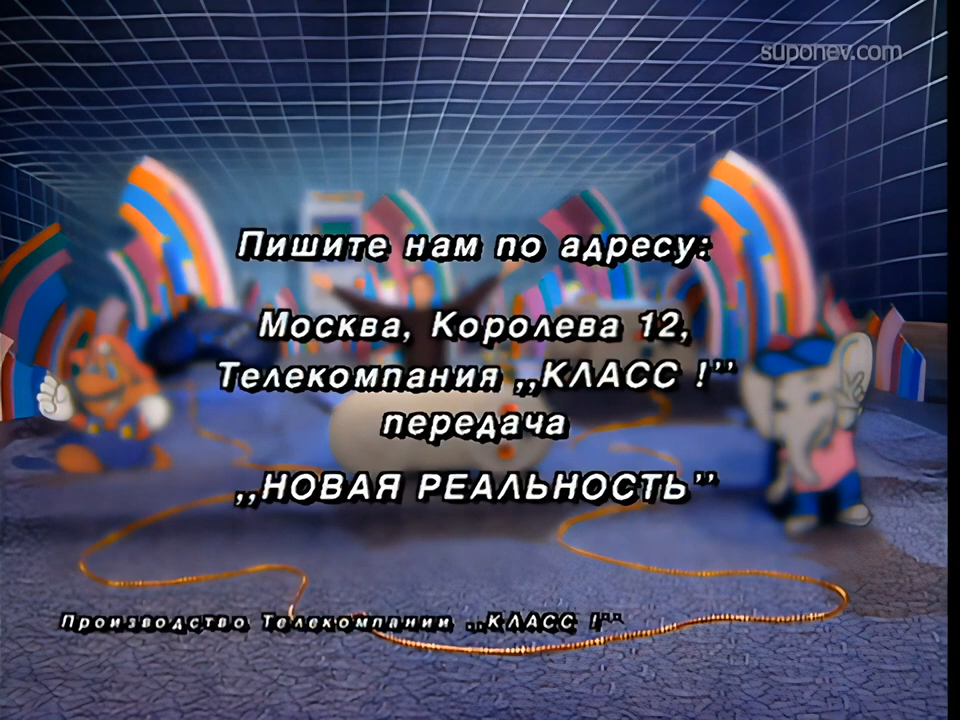 suponev.com
Пишите нам по адресу:
Москва, Королева 12,
Телекомпания ,,КЛАСС !’’
передача
,,НОВАЯ РЕАЛЬНОСТЬ’’
Производство Телекомпании ,,КЛАСС !’’